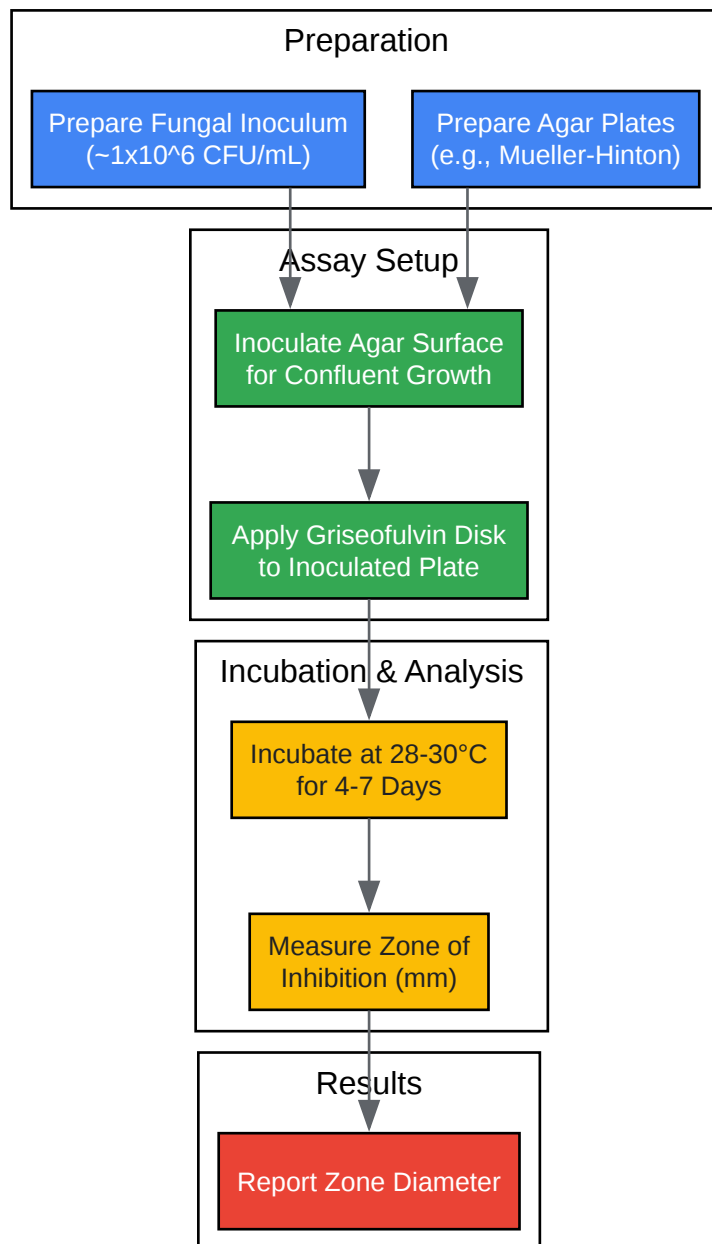 Preparation
Prepare Fungal Inoculum
(~1x10^6 CFU/mL)
Prepare Agar Plates
(e.g., Mueller-Hinton)
Assay Setup
Inoculate Agar Surface
for Confluent Growth
Apply Griseofulvin Disk
to Inoculated Plate
Incubation & Analysis
Incubate at 28-30°C
for 4-7 Days
Measure Zone of
Inhibition (mm)
Results
Report Zone Diameter